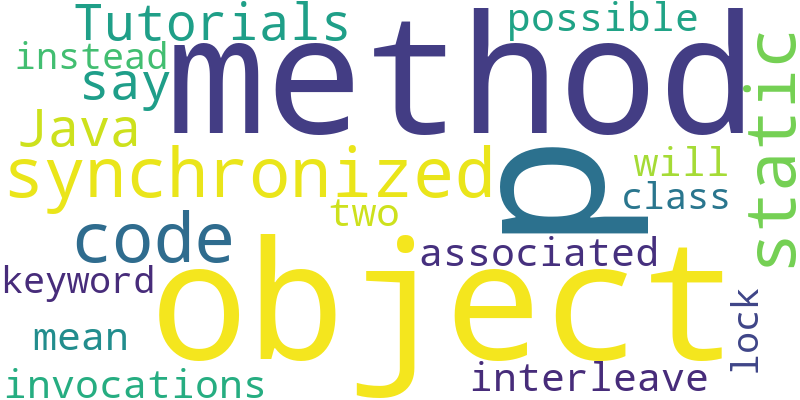 Tutorials
possible
method
instead
say
static
Java
synchronized
p
will
class
two
code
associated
keyword
object
lock
mean
invocations
interleave